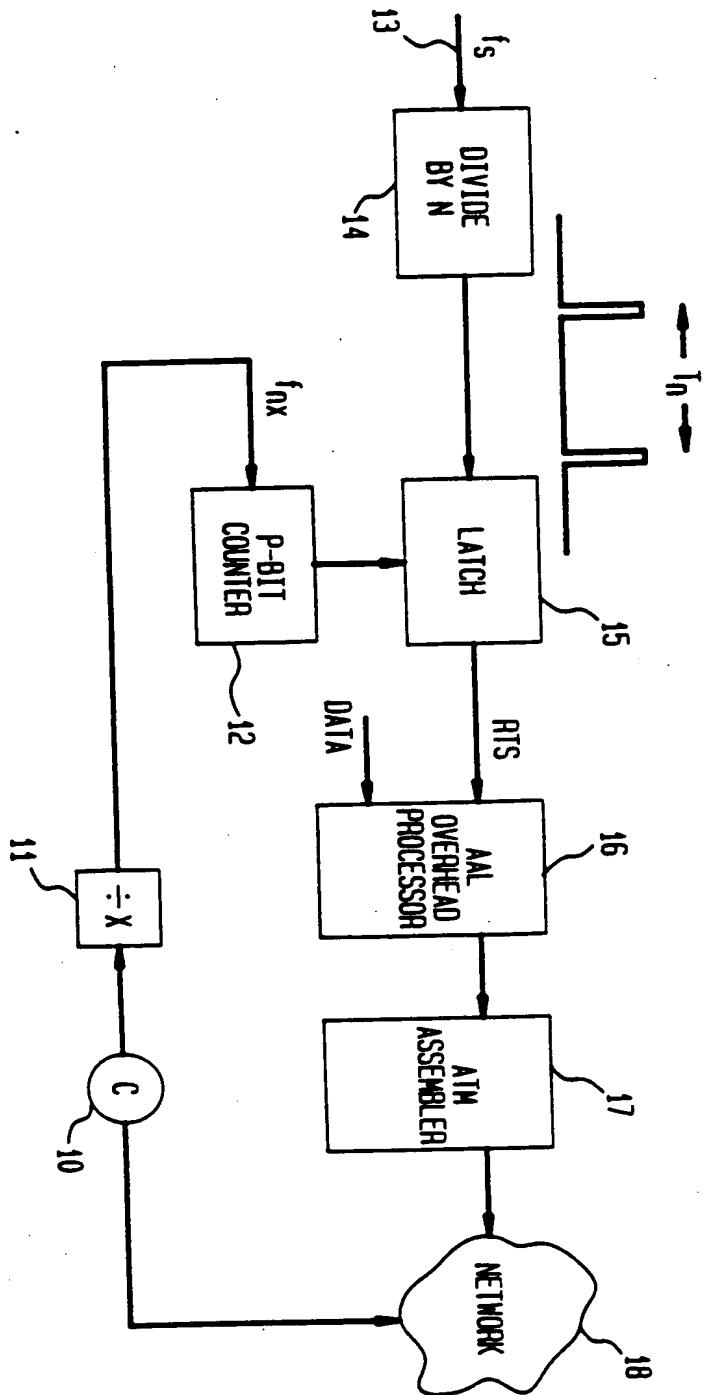 Tₙ
fₛ
13
DIVIDE
BY N
14
LATCH
15
fₙₓ
P-BIT
COUNTER
12
RTS
DATA
AAL
OVERHEAD
PROCESSOR
16
ATM
ASSEMBLER
17
NETWORK
18
÷X
11
C
10